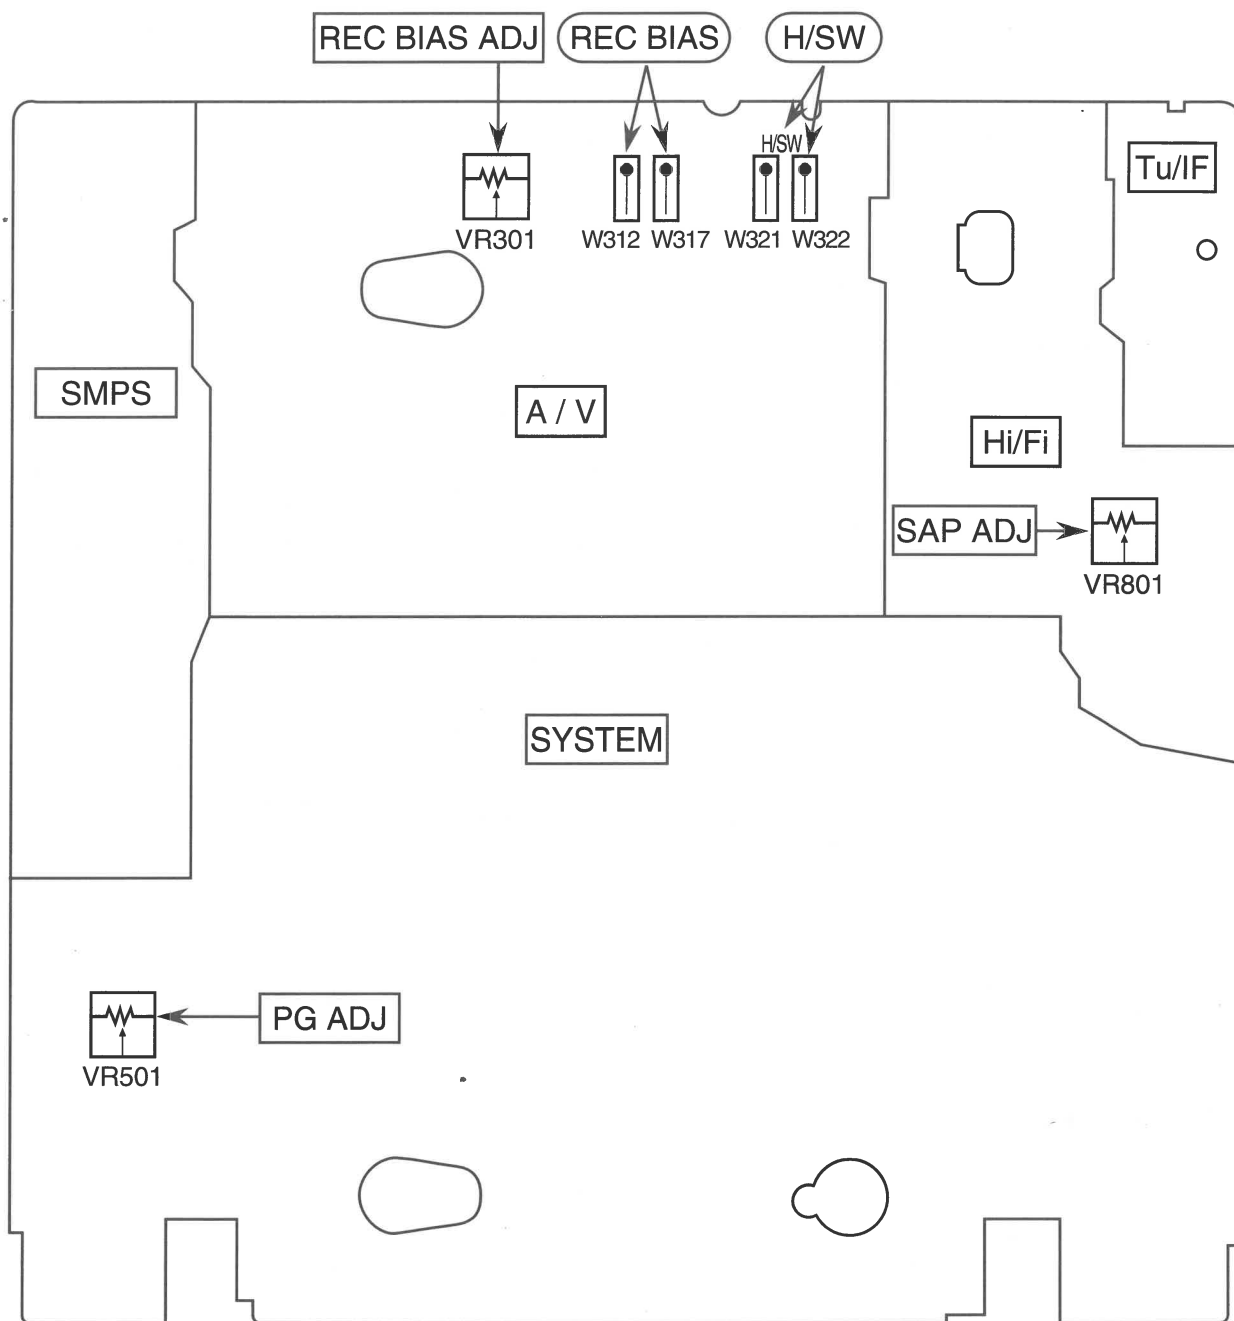 REC BIAS ADJ
REC BIAS
H/SW
H/SW
Tu/IF
VR301
W312
W317
W321
W322
SMPS
A / V
Hi/Fi
SAP ADJ
VR801
SYSTEM
PG ADJ
VR501